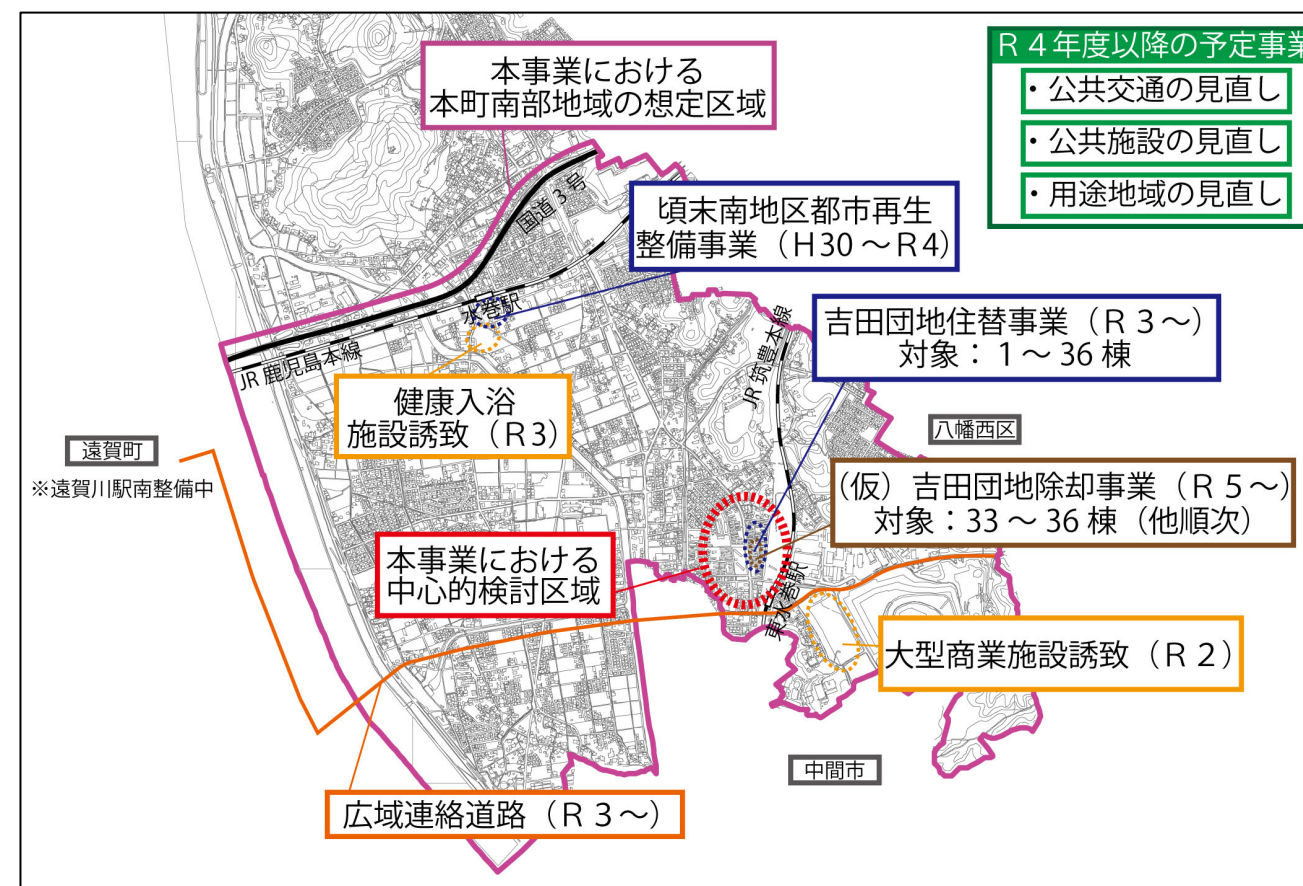 本事業における
本町南部地域の想定区域
R４年度以降の予定事業
・公共交通の見直し
・公共施設の見直し
・用途地域の見直し
国道３号
頃末南地区都市再生
整備事業（H30～R4）
水巻駅
JR 鹿児島本線
JR 筑豊本線
吉田団地住替事業（R３～）
対象：１～36 棟
健康入浴
施設誘致（R3）
八幡西区
遠賀町
※遠賀川駅南整備中
（仮）吉田団地除却事業（R５～）
対象：33～36 棟（他順次）
本事業における
中心的検討区域
東水巻駅
大型商業施設誘致（R２）
中間市
広域連絡道路（R３～）